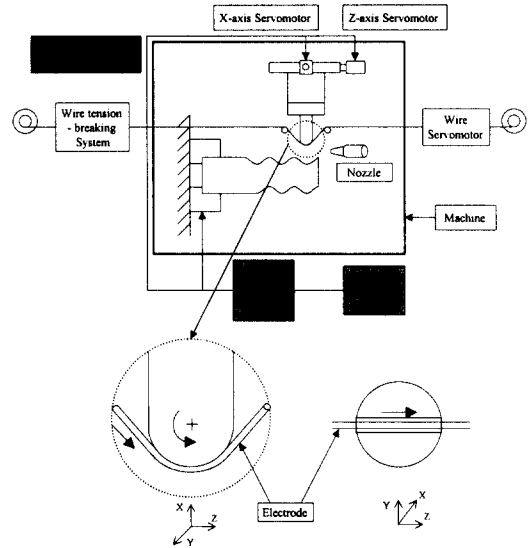 X-axis Servomotor
Z-axis Servomotor
Wire tension
- breaking
System
Wire
Servomotor
Nozzle
Machine
X
Z
Y
Electrode
Y
X
Z